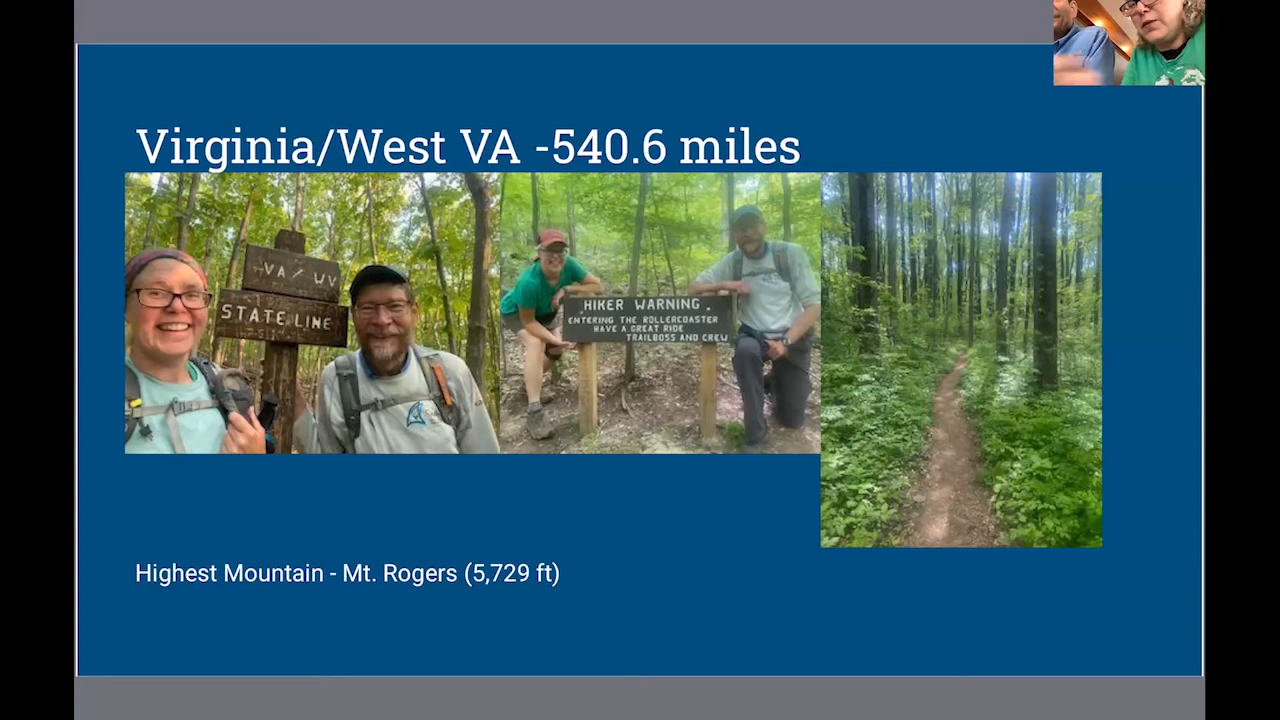 Virginia/West VA -540.6 miles
VA / WV
STATE LINE
HIKER WARNING
ENTERING THE ROLLERCOASTER
HAVE A GREAT RIDE
TRAILBOSS AND CREW
Highest Mountain - Mt. Rogers (5,729 ft)